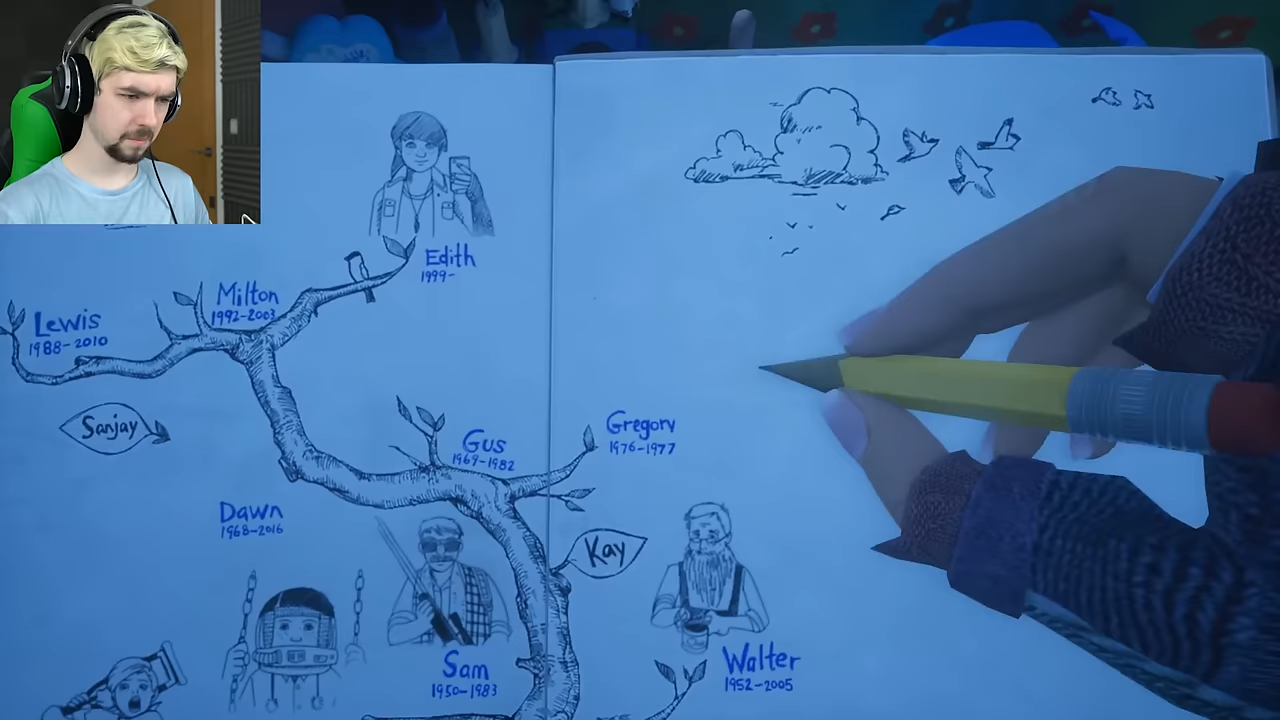 Edith
1999-
Milton
1992-2003
Lewis
1988-2010
Sanjay
Gus
1969-1982
Gregory
1976-1977
Dawn
1968-2016
Kay
Sam
1950-1983
Walter
1952-2005